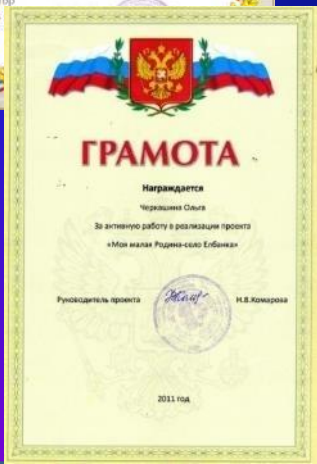 ГРАМОТА
Награждается
Черкашина Ольга
За активную работу в реализации проекта
«Моя малая Родина-село Елбанка»
Руководитель проекта Н.В.Комарова
2011 год